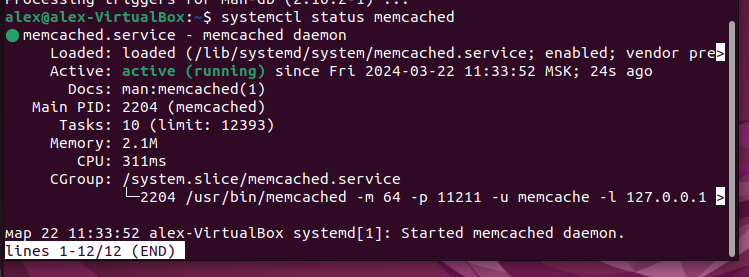 Processing triggers for man-db (2.10.2-1) ...
alex@alex-VirtualBox:~$ systemctl status memcached
● memcached.service - memcached daemon
Loaded: loaded (/lib/systemd/system/memcached.service; enabled; vendor pre>
Active: active (running) since Fri 2024-03-22 11:33:52 MSK; 24s ago
Docs: man:memcached(1)
Main PID: 2204 (memcached)
Tasks: 10 (limit: 12393)
Memory: 2.1M
CPU: 311ms
CGroup: /system.slice/memcached.service
└─2204 /usr/bin/memcached -m 64 -p 11211 -u memcache -l 127.0.0.1 >
мар 22 11:33:52 alex-VirtualBox systemd[1]: Started memcached daemon.
lines 1-12/12 (END)